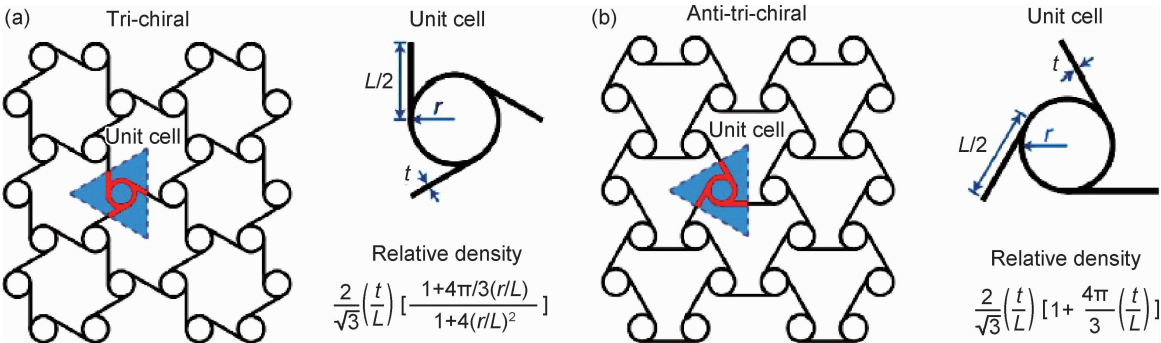 (a)
Tri-chiral
Unit cell
L/2
r
t
Unit cell
Relative density
2/√3 (t/L) [ 1+4π/3(r/L) / 1+4(r/L)² ]
(b)
Anti-tri-chiral
Unit cell
t
L/2
r
Unit cell
Relative density
2/√3 (t/L) [1+ 4π/3 (t/L) ]